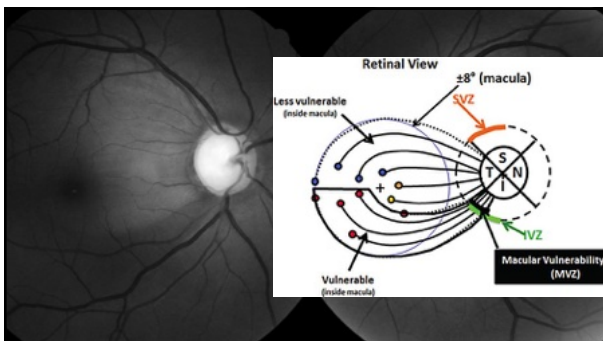 Retinal View
±8° (macula)
Less vulnerable
(inside macula)
SVZ
S
T
N
I
IVZ
Macular Vulnerability
(MVZ)
Vulnerable
(inside macula)